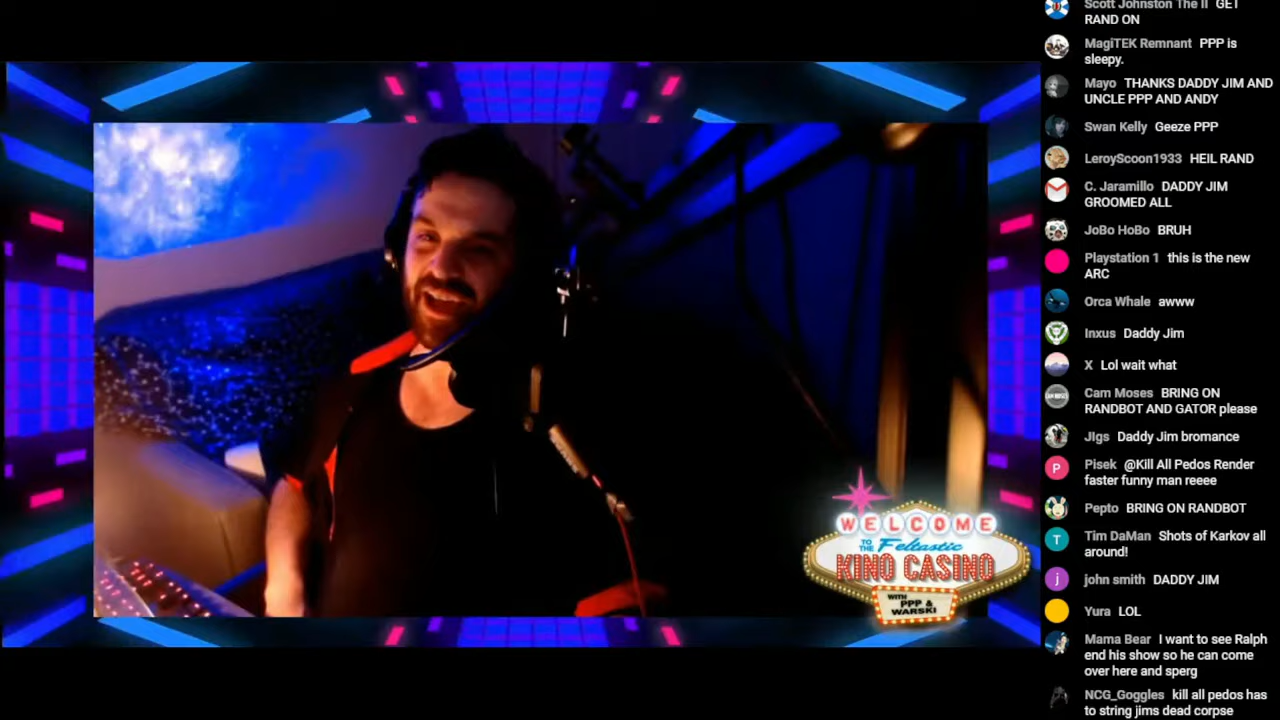 WELCOME
TO THE Feltastic
KINO CASINO
WITH
PPP &
WARSKI
Scott Johnston The II GET
RAND ON
MagiTEK Remnant PPP is
sleepy.
Mayo THANKS DADDY JIM AND
UNCLE PPP AND ANDY
Swan Kelly Geeze PPP
LeroyScoon1933 HEIL RAND
C. Jaramillo DADDY JIM
GROOMED ALL
JoBo HoBo BRUH
Playstation 1 this is the new
ARC
Orca Whale awww
Inxus Daddy Jim
X Lol wait what
Cam Moses BRING ON
RANDBOT AND GATOR please
JIgs Daddy Jim bromance
P
Pisek @Kill All Pedos Render
faster funny man reeee
Pepto BRING ON RANDBOT
T
Tim DaMan Shots of Karkov all
around!
j
john smith DADDY JIM
Yura LOL
Mama Bear I want to see Ralph
end his show so he can come
over here and sperg
NCG_Goggles kill all pedos has
to string jims dead corpse